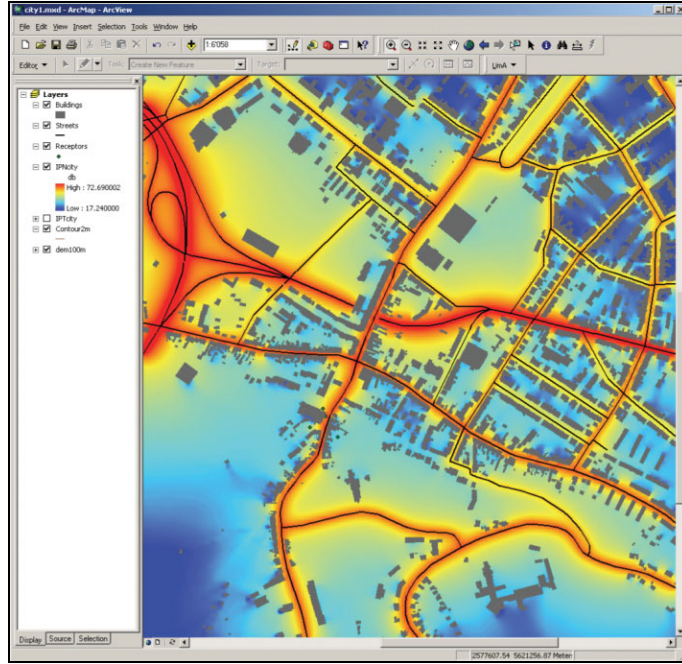 city1.mxd - ArcMap - ArcView
File Edit View Insert Selection Tools Window Help
1:6'058
Editor Task: Create New Feature Target: LimA
Layers
Buildings
Streets
Receptors
IPNcity
db
High : 72.690002
Low : 17.240000
IPTcity
Contour2m
dem100m
Display Source Selection
2577607.54 5621256.87 Meter